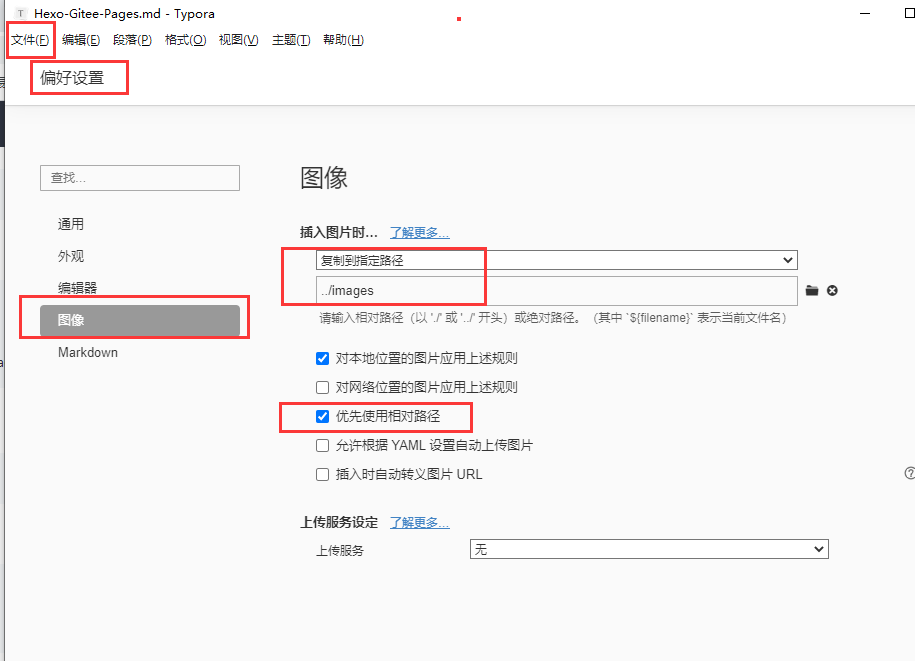 Hexo-Gitee-Pages.md - Typora
文件(F) 编辑(E) 段落(P) 格式(O) 视图(V) 主题(T) 帮助(H)
偏好设置
查找...
通用
外观
编辑器
图像
Markdown
图像
插入图片时... 了解更多...
复制到指定路径
../images
请输入相对路径（以 './' 或 '../' 开头）或绝对路径。（其中 `${filename}` 表示当前文件名）
对本地位置的图片应用上述规则
对网络位置的图片应用上述规则
优先使用相对路径
允许根据 YAML 设置自动上传图片
插入时自动转义图片 URL
上传服务设定 了解更多...
上传服务 无